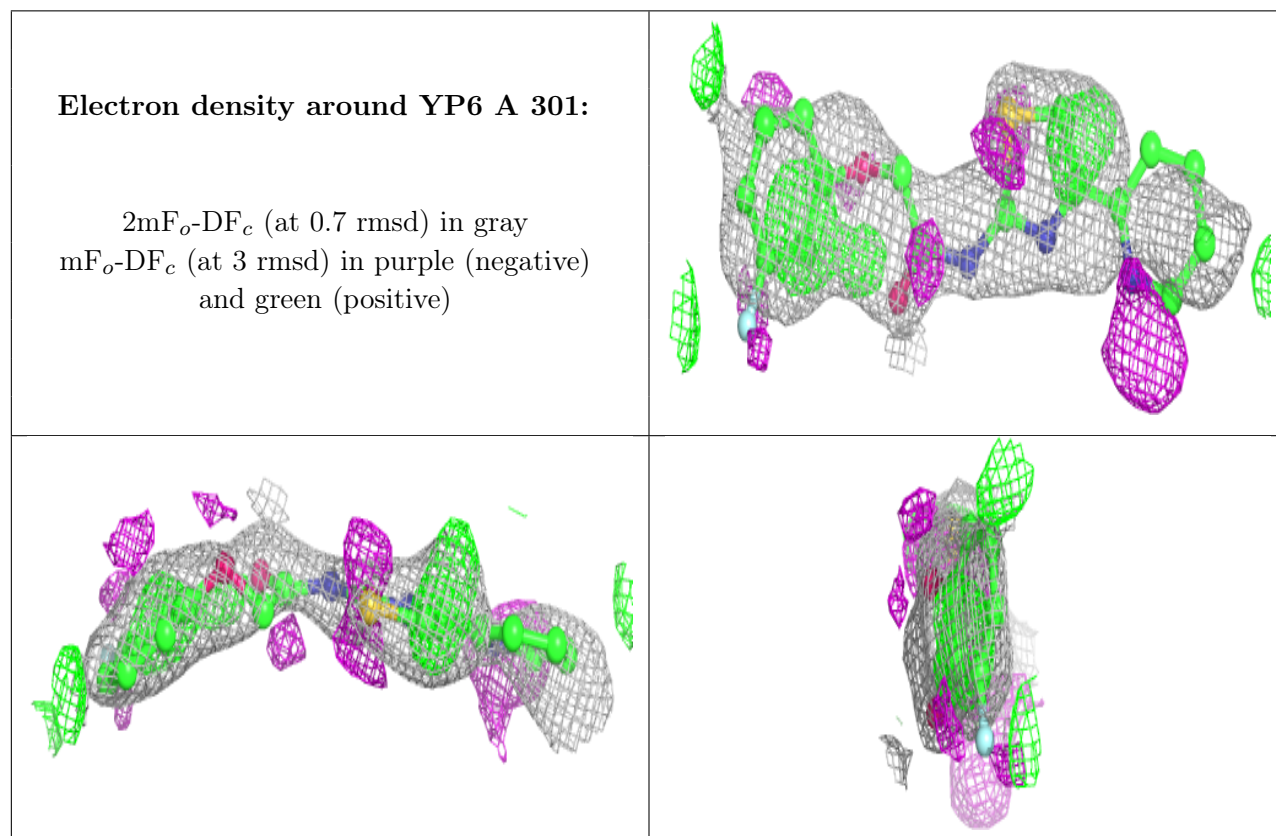 Electron density around YP6 A 301:
2mFo-DFc (at 0.7 rmsd) in gray
mFo-DFc (at 3 rmsd) in purple (negative)
and green (positive)